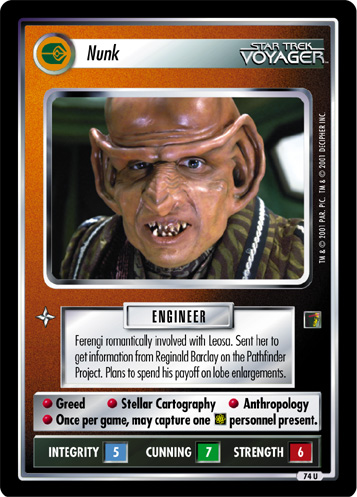 Nunk
STAR TREK
VOYAGER
TM & © 2001 PAR. PIC. TM & © 2001 DECIPHER INC.
ENGINEER
Ferengi romantically involved with Leosa. Sent her to
get information from Reginald Barclay on the Pathfinder
Project. Plans to spend his payoff on lobe enlargements.
Greed Stellar Cartography Anthropology
Once per game, may capture one personnel present.
INTEGRITY 5 CUNNING 7 STRENGTH 6
74 U